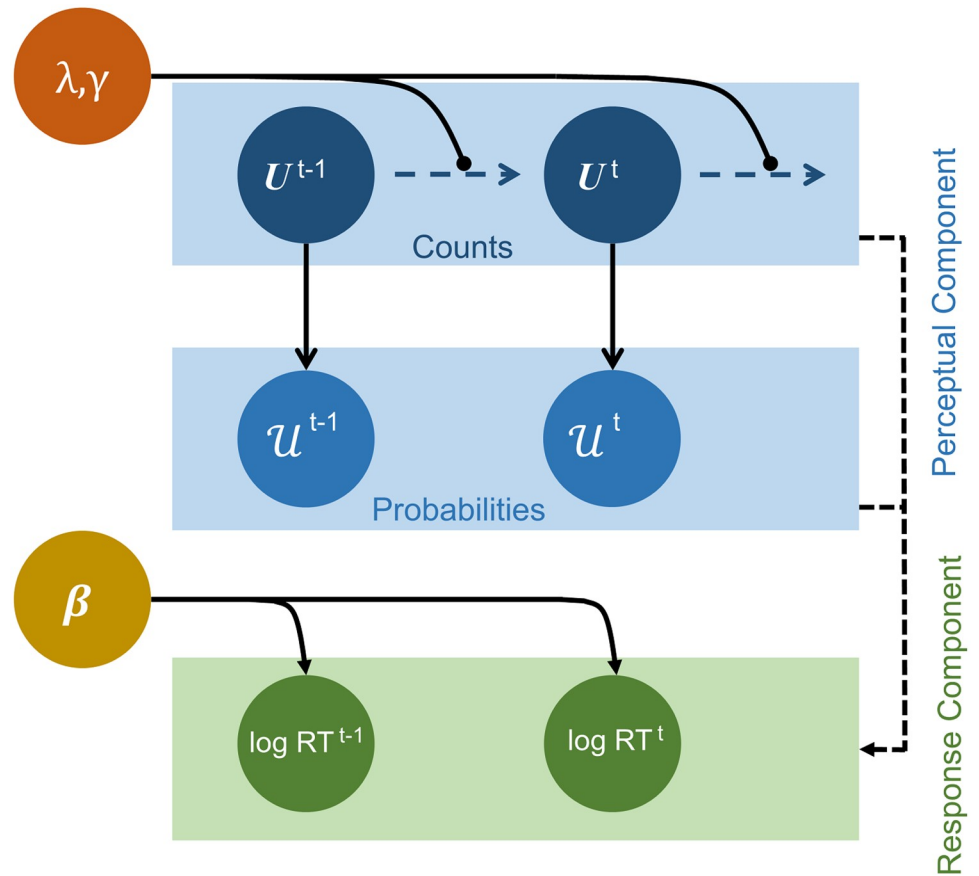 λ,γ
U t-1
U t
Counts
𝒰 t-1
𝒰 t
Probabilities
Perceptual Component
β
log RT t-1
log RT t
Response Component